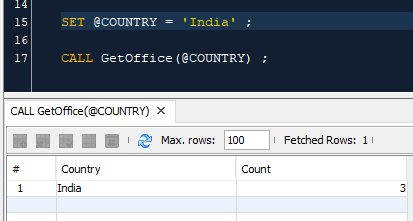 14
15 SET @COUNTRY = 'India' ;
16
17 CALL GetOffice(@COUNTRY) ;
CALL GetOffice(@COUNTRY) ×
Max. rows: 100 Fetched Rows: 1
# Country Count
1 India 3